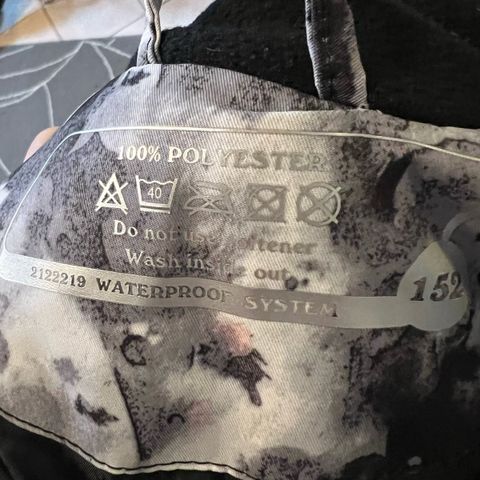 100% POLYESTER
40
Do not use softener
Wash inside out.
2122219 WATERPROOF SYSTEM
152